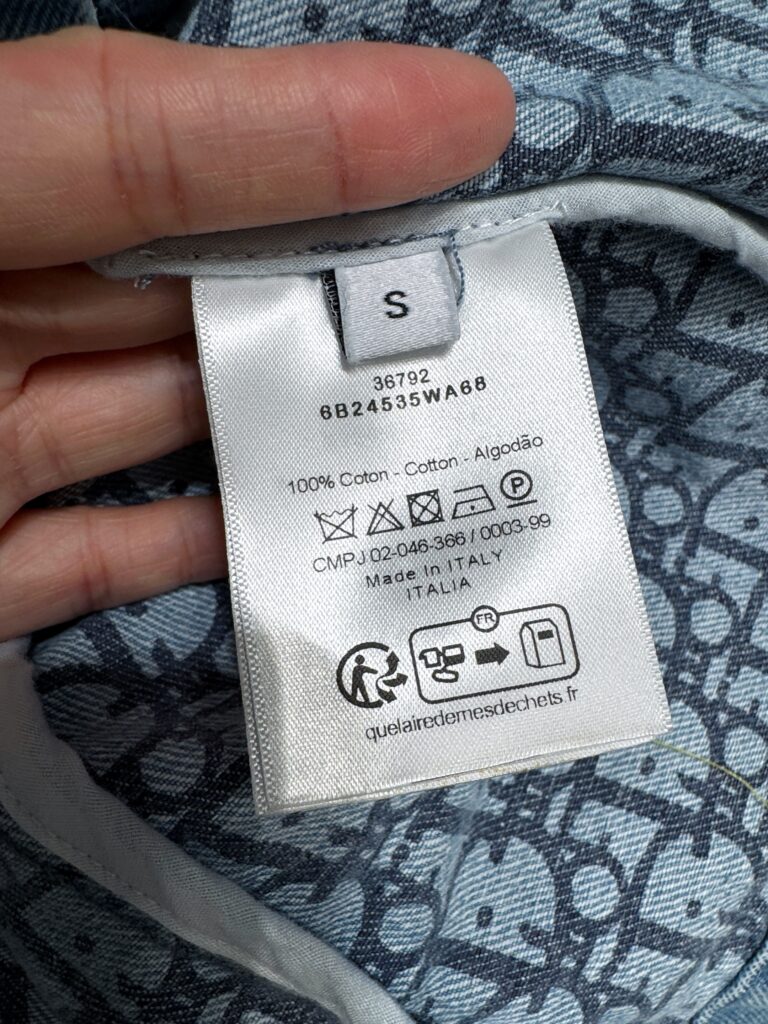 S
36792
6B24535WA68
100% Coton - Cotton - Algodão
P
CMPJ 02-046-366 / 0003-99
Made In ITALY
ITALIA
FR
quelairedemesdechets.fr